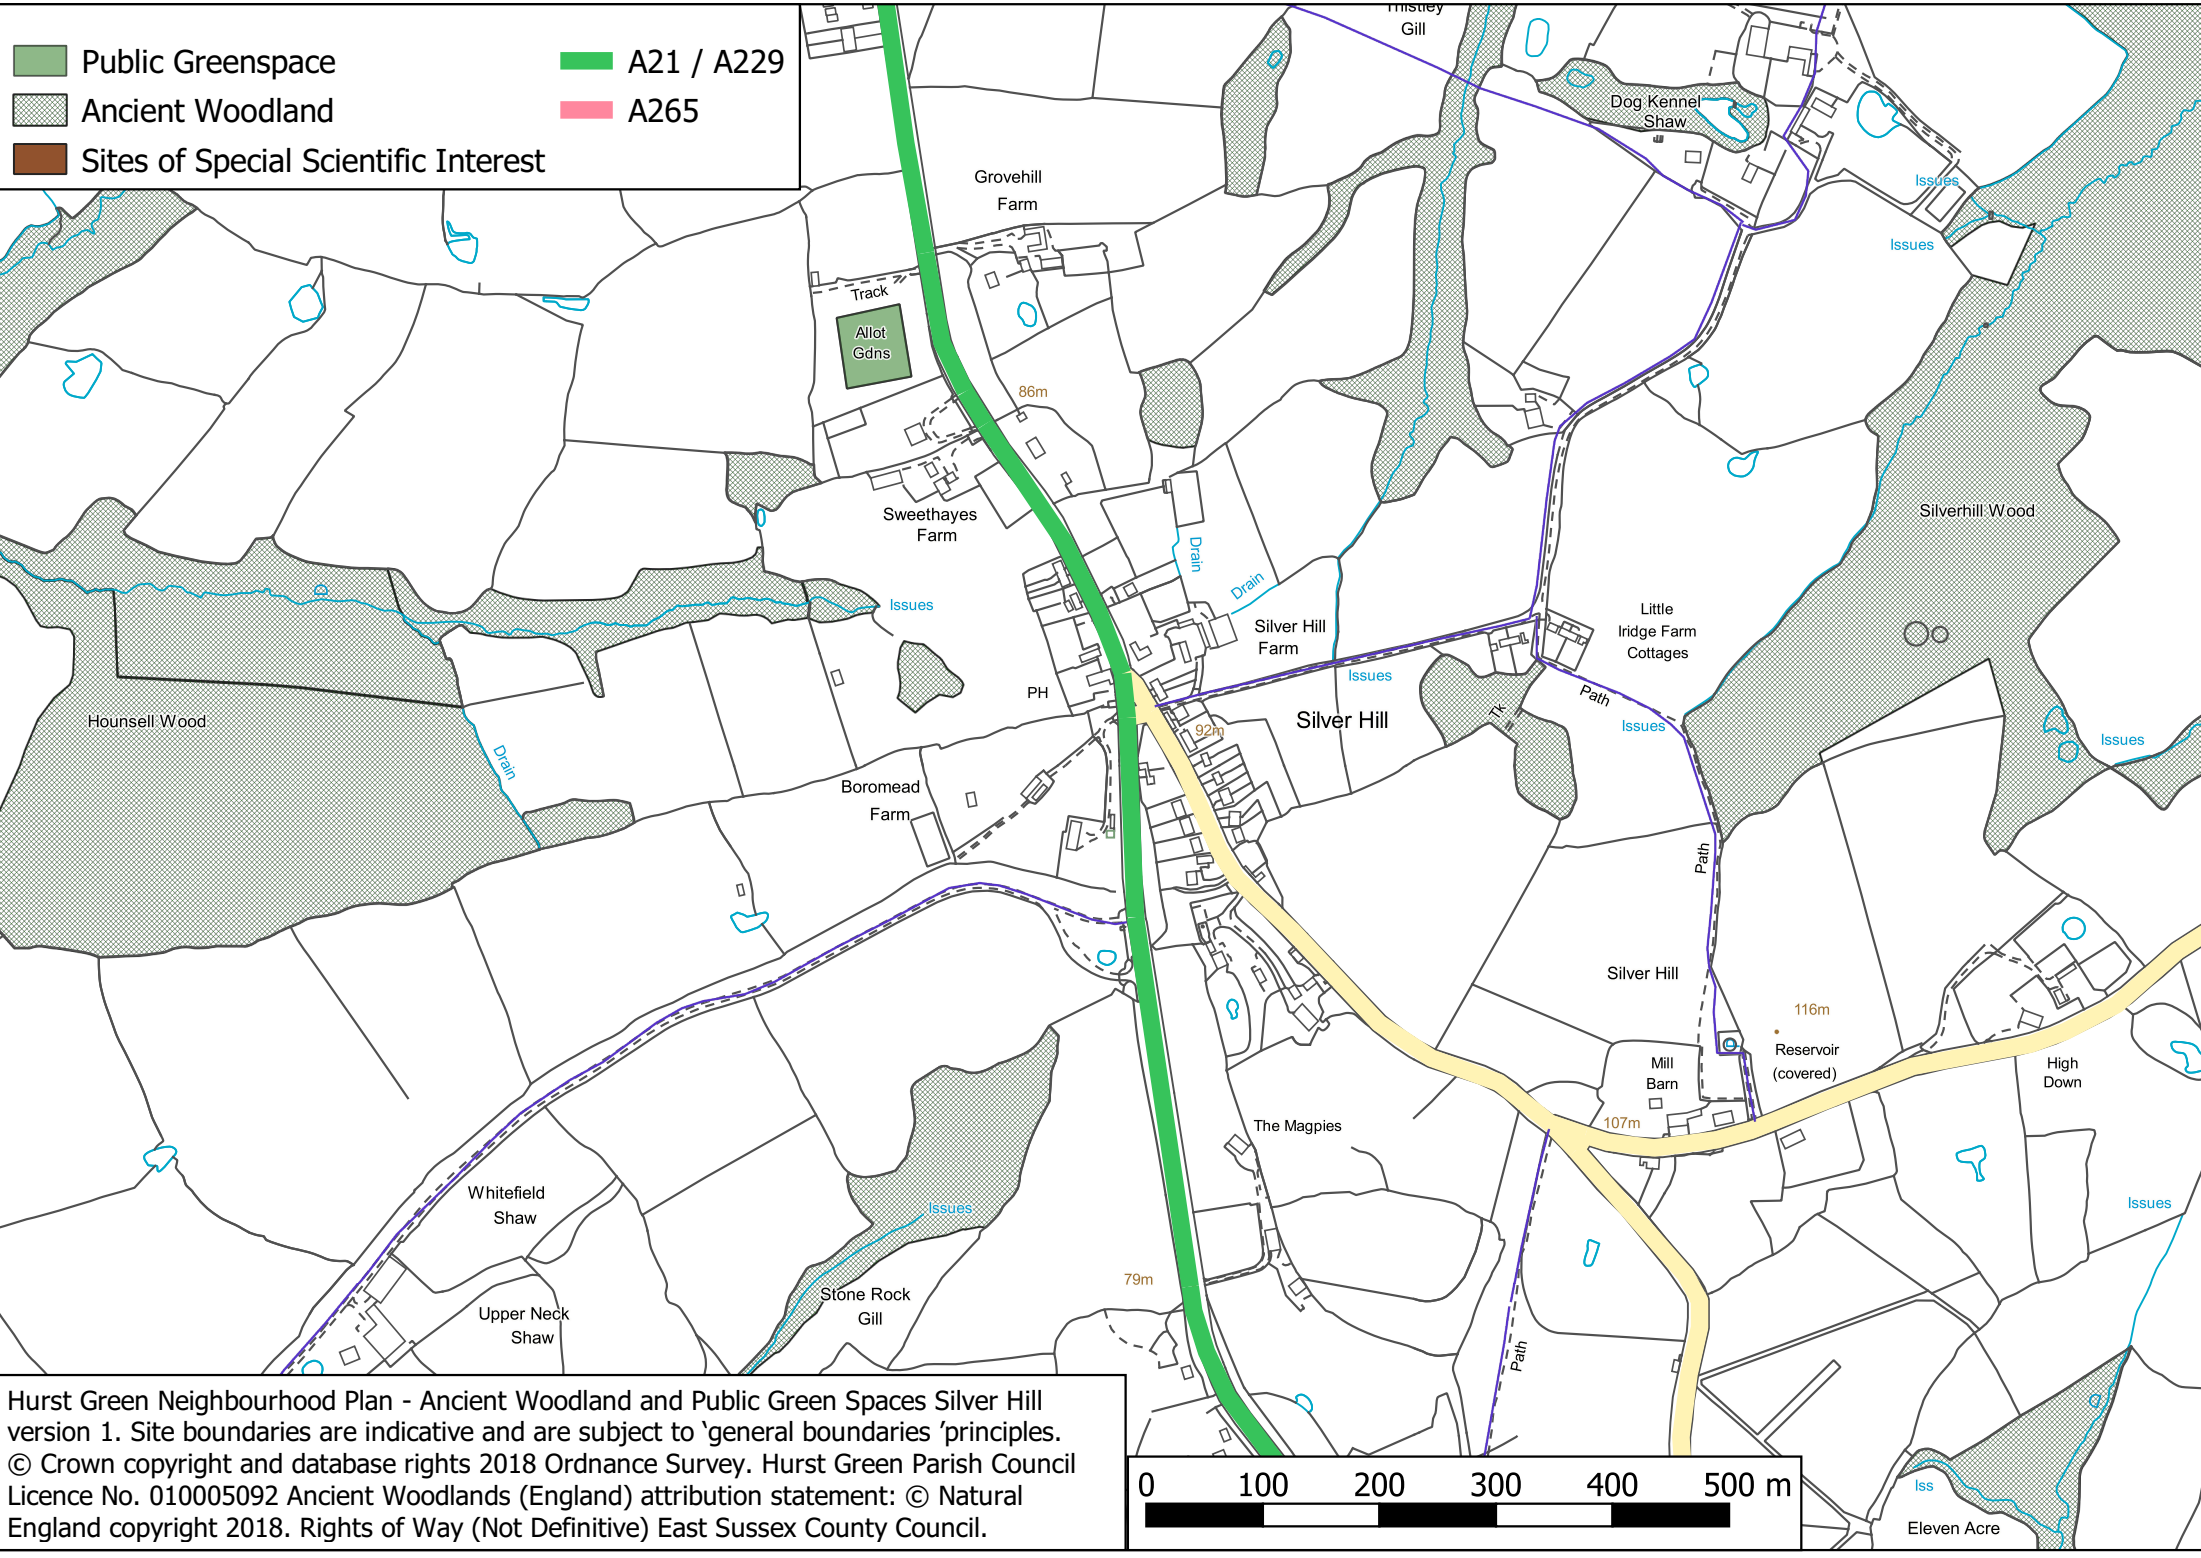 Public Greenspace
Ancient Woodland
Sites of Special Scientific Interest
A21 / A229
A265
Thistley
Gill
Dog Kennel
Shaw
Issues
Issues
Grovehill
Farm
Track
Allot
Gdns
86m
Sweethayes
Farm
Silverhill Wood
Drain
Drain
Issues
Silver Hill
Farm
Little
Iridge Farm
Cottages
PH
Issues
Path
Tk
Issues
Issues
Silver Hill
92m
Hounsell Wood
Drain
Boromead
Farm
Path
Silver Hill
116m
Reservoir
(covered)
Mill
Barn
High
Down
107m
The Magpies
Whitefield
Shaw
Issues
Issues
79m
Stone Rock
Gill
Upper Neck
Shaw
Path
Iss
Eleven Acre
Hurst Green Neighbourhood Plan - Ancient Woodland and Public Green Spaces Silver Hill
version 1. Site boundaries are indicative and are subject to ‘general boundaries ’principles.
© Crown copyright and database rights 2018 Ordnance Survey. Hurst Green Parish Council
Licence No. 010005092 Ancient Woodlands (England) attribution statement: © Natural
England copyright 2018. Rights of Way (Not Definitive) East Sussex County Council.
0 100 200 300 400 500 m